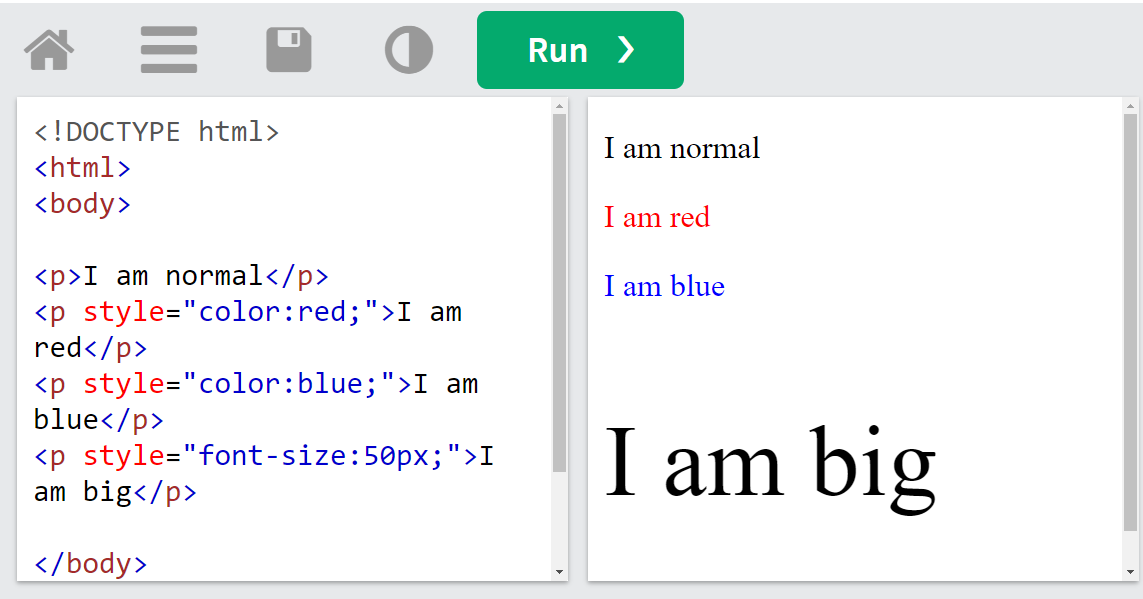 Run ❯
<!DOCTYPE html>
<html>
<body>
<p>I am normal</p>
<p style="color:red;">I am
red</p>
<p style="color:blue;">I am
blue</p>
<p style="font-size:50px;">I
am big</p>
</body>
I am normal
I am red
I am blue
I am big